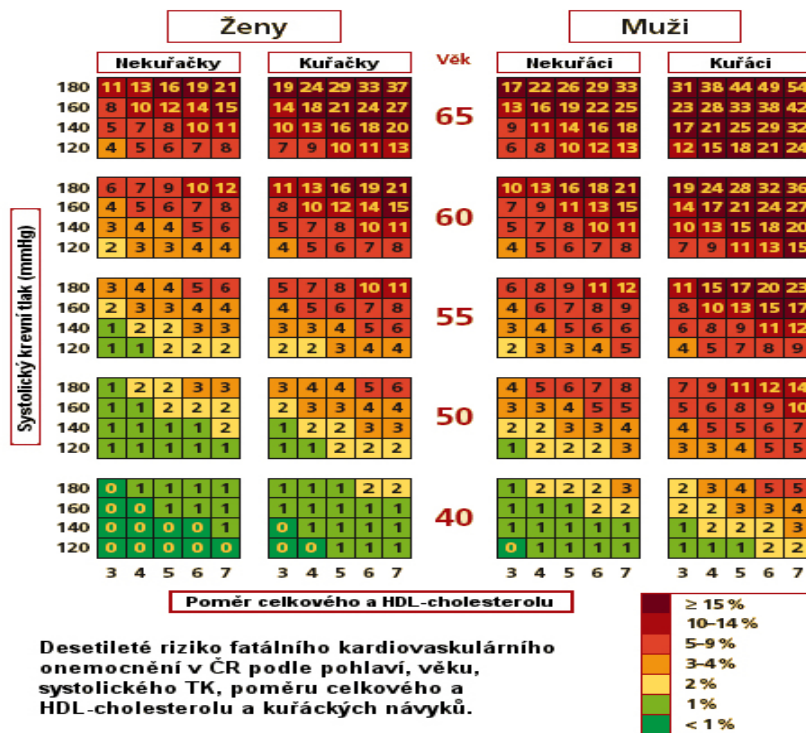 Ženy Muži
Nekuřačky Kuřačky Věk Nekuřáci Kuřáci
180 11 13 16 19 21 19 24 29 33 37 17 22 26 29 33 31 38 44 49 54
160 8 10 12 14 15 14 18 21 24 27 13 16 19 22 25 23 28 33 38 42
65
140 5 7 8 10 11 10 13 16 18 20 9 11 14 16 18 17 21 25 29 32
120 4 5 6 7 8 7 9 10 11 13 6 8 10 12 13 12 15 18 21 24
180 6 7 9 10 12 11 13 16 19 21 10 13 16 18 21 19 24 28 32 36
160 4 5 6 7 8 8 10 12 14 15 7 9 11 13 15 14 17 21 24 27
60
140 3 4 4 5 6 5 7 8 10 11 5 7 8 10 11 10 13 15 18 20
120 2 3 3 4 4 4 5 6 7 8 4 5 6 7 8 7 9 11 13 15
Systolický krevní tlak (mmHg)
180 3 4 4 5 6 5 7 8 10 11 6 8 9 11 12 11 15 17 20 23
160 2 3 3 4 4 4 5 6 7 8 4 6 7 8 9 8 10 13 15 17
55
140 1 2 2 3 3 3 3 4 5 6 3 4 5 6 6 6 8 9 11 12
120 1 1 2 2 2 2 2 3 4 4 2 3 3 4 5 4 5 7 8 9
180 1 2 2 3 3 3 4 4 5 6 4 5 6 7 8 7 9 11 12 14
160 1 1 2 2 2 2 3 3 4 4 3 3 4 5 5 5 6 8 9 10
50
140 1 1 1 1 2 1 2 2 3 3 2 2 3 3 4 4 5 5 6 7
120 1 1 1 1 1 1 1 2 2 2 1 2 2 2 3 3 3 4 5 5
180 0 1 1 1 1 1 1 1 2 2 1 2 2 2 3 2 3 4 5 5
160 0 0 1 1 1 1 1 1 1 1 1 1 1 2 2 2 2 3 3 4
40
140 0 0 0 0 1 0 1 1 1 1 1 1 1 1 1 1 2 2 2 3
120 0 0 0 0 0 0 0 1 1 1 0 1 1 1 1 1 1 1 2 2
3 4 5 6 7 3 4 5 6 7 3 4 5 6 7 3 4 5 6 7
Poměr celkového a HDL-cholesterolu
≥ 15 %
10–14 %
5–9 %
3–4 %
2 %
1 %
< 1 %
Desetileté riziko fatálního kardiovaskulárního
onemocnění v ČR podle pohlaví, věku,
systolického TK, poměru celkového a
HDL-cholesterolu a kuřáckých návyků.